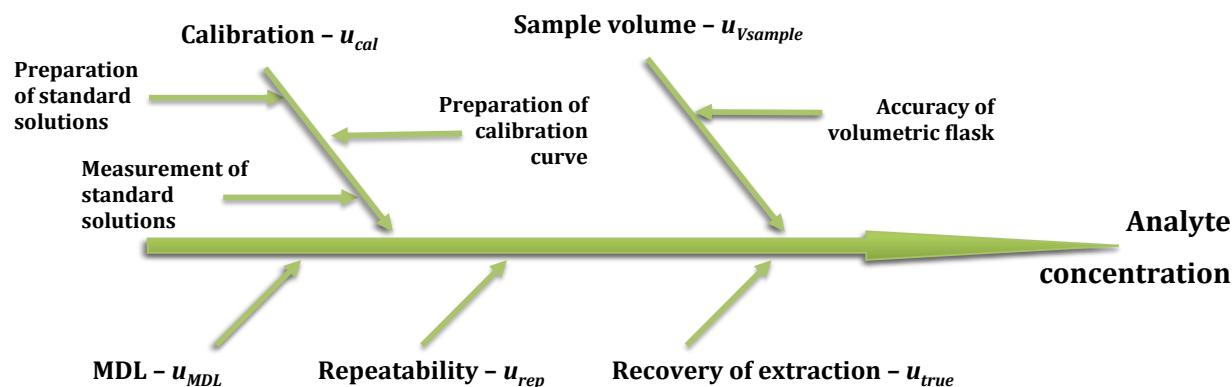 Calibration – u_cal
Sample volume – u_Vsample
Preparation
of standard
solutions
Preparation of
calibration
curve
Accuracy of
volumetric flask
Measurement of
standard
solutions
Analyte
concentration
MDL – u_MDL
Repeatability – u_rep
Recovery of extraction – u_true